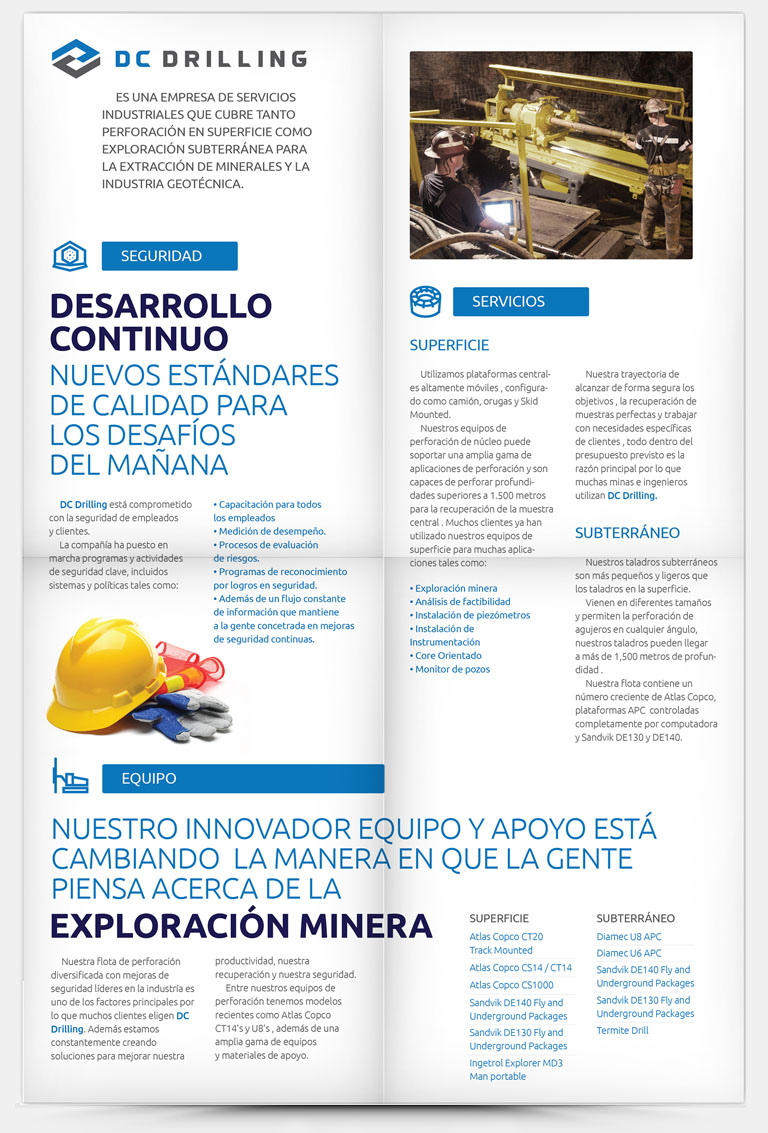 DC DRILLING
ES UNA EMPRESA DE SERVICIOS
INDUSTRIALES QUE CUBRE TANTO
PERFORACIÓN EN SUPERFICIE COMO
EXPLORACIÓN SUBTERRÁNEA PARA
LA EXTRACCIÓN DE MINERALES Y LA
INDUSTRIA GEOTÉCNICA.
SEGURIDAD
DESARROLLO
CONTINUO
NUEVOS ESTÁNDARES
DE CALIDAD PARA
LOS DESAFÍOS
DEL MAÑANA
DC Drilling está comprometido
con la seguridad de empleados
y clientes.
La compañía ha puesto en
marcha programas y actividades
de seguridad clave, incluidos
sistemas y políticas tales como:
• Capacitación para todos
los empleados
• Medición de desempeño.
• Procesos de evaluación
de riesgos.
• Programas de reconocimiento
por logros en seguridad.
• Además de un flujo constante
de información que mantiene
a la gente concetrada en mejoras
de seguridad continuas.
SERVICIOS
SUPERFICIE
Utilizamos plataformas central-
es altamente móviles , configura-
do como camión, orugas y Skid
Mounted.
Nuestros equipos de
perforación de núcleo puede
soportar una amplia gama de
aplicaciones de perforación y son
capaces de perforar profundi-
dades superiores a 1.500 metros
para la recuperación de la muestra
central . Muchos clientes ya han
utilizado nuestros equipos de
superficie para muchas aplica-
ciones tales como:
• Exploración minera
• Análisis de factibilidad
• Instalación de piezómetros
• Instalación de
Instrumentación
• Core Orientado
• Monitor de pozos
Nuestra trayectoria de
alcanzar de forma segura los
objetivos , la recuperación de
muestras perfectas y trabajar
con necesidades específicas
de clientes , todo dentro del
presupuesto previsto es la
razón principal por lo que
muchas minas e ingenieros
utilizan DC Drilling.
SUBTERRÁNEO
Nuestros taladros subterráneos
son más pequeños y ligeros que
los taladros en la superficie.
Vienen en diferentes tamaños
y permiten la perforación de
agujeros en cualquier ángulo,
nuestros taladros pueden llegar
a más de 1,500 metros de profun-
didad .
Nuestra flota contiene un
número creciente de Atlas Copco,
plataformas APC controladas
completamente por computadora
y Sandvik DE130 y DE140.
EQUIPO
NUESTRO INNOVADOR EQUIPO Y APOYO ESTÁ
CAMBIANDO LA MANERA EN QUE LA GENTE
PIENSA ACERCA DE LA
EXPLORACIÓN MINERA
Nuestra flota de perforación
diversificada con mejoras de
seguridad líderes en la industria es
uno de los factores principales por
lo que muchos clientes eligen DC
Drilling. Además estamos
constantemente creando
soluciones para mejorar nuestra
productividad, nuestra
recuperación y nuestra seguridad.
Entre nuestros equipos de
perforación tenemos modelos
recientes como Atlas Copco
CT14's y U8's , además de una
amplia gama de equipos
y materiales de apoyo.
SUPERFICIE
Atlas Copco CT20
Track Mounted
Atlas Copco CS14 / CT14
Atlas Copco CS1000
Sandvik DE140 Fly and
Underground Packages
Sandvik DE130 Fly and
Underground Packages
Ingetrol Explorer MD3
Man portable
SUBTERRÁNEO
Diamec U8 APC
Diamec U6 APC
Sandvik DE140 Fly and
Underground Packages
Sandvik DE130 Fly and
Underground Packages
Termite Drill